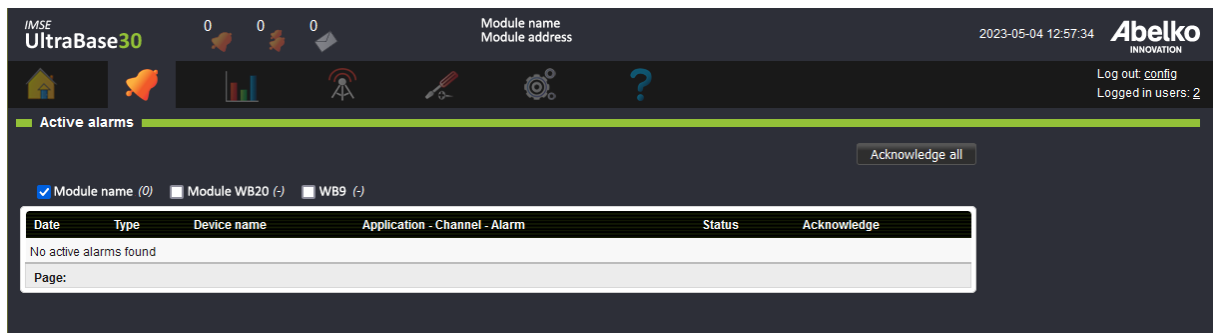 IMSE
UltraBase30
0 0 0
Module name
Module address
2023-05-04 12:57:34
Abelko
INNOVATION
?
Log out: config
Logged in users: 2
Active alarms
Acknowledge all
Module name (0) Module WB20 (-) WB9 (-)
Date Type Device name Application - Channel - Alarm Status Acknowledge
No active alarms found
Page: